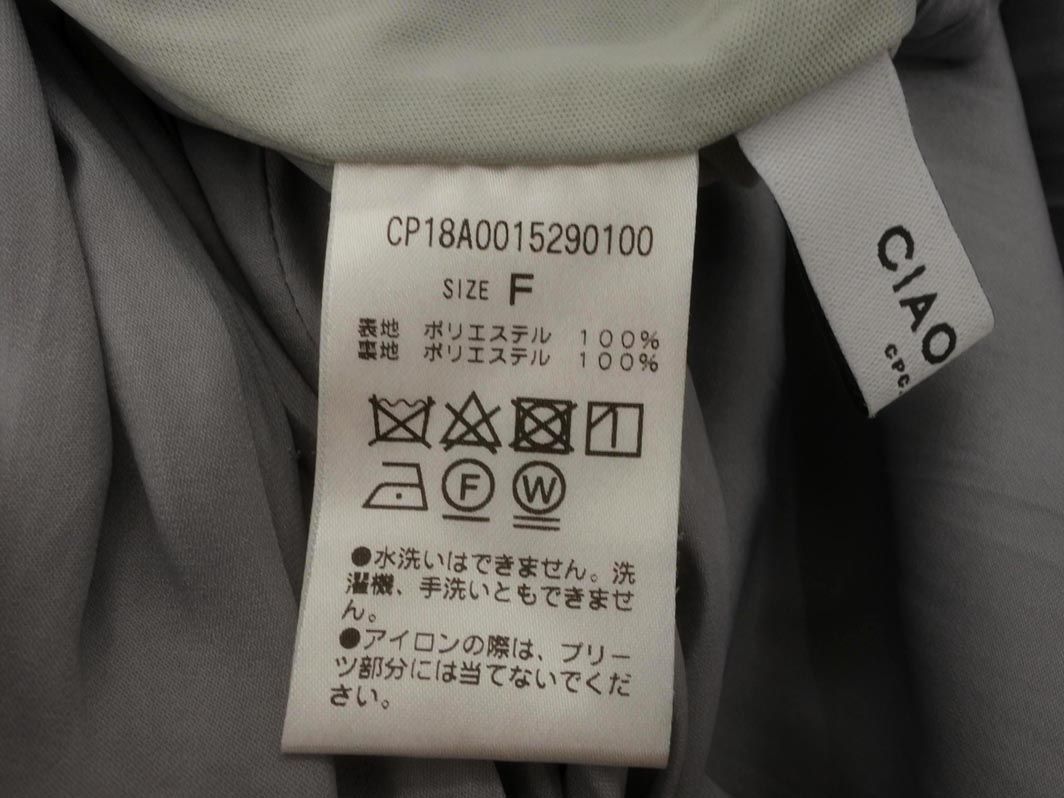 CP18A0015290100
SIZE F
表地 ポリエステル 100%
裏地 ポリエステル 100%
F W
●水洗いはできません。洗
濯機、手洗いともできませ
ん。
●アイロンの際は、プリー
ツ部分には当てないでくだ
さい。
CIAO
CPC